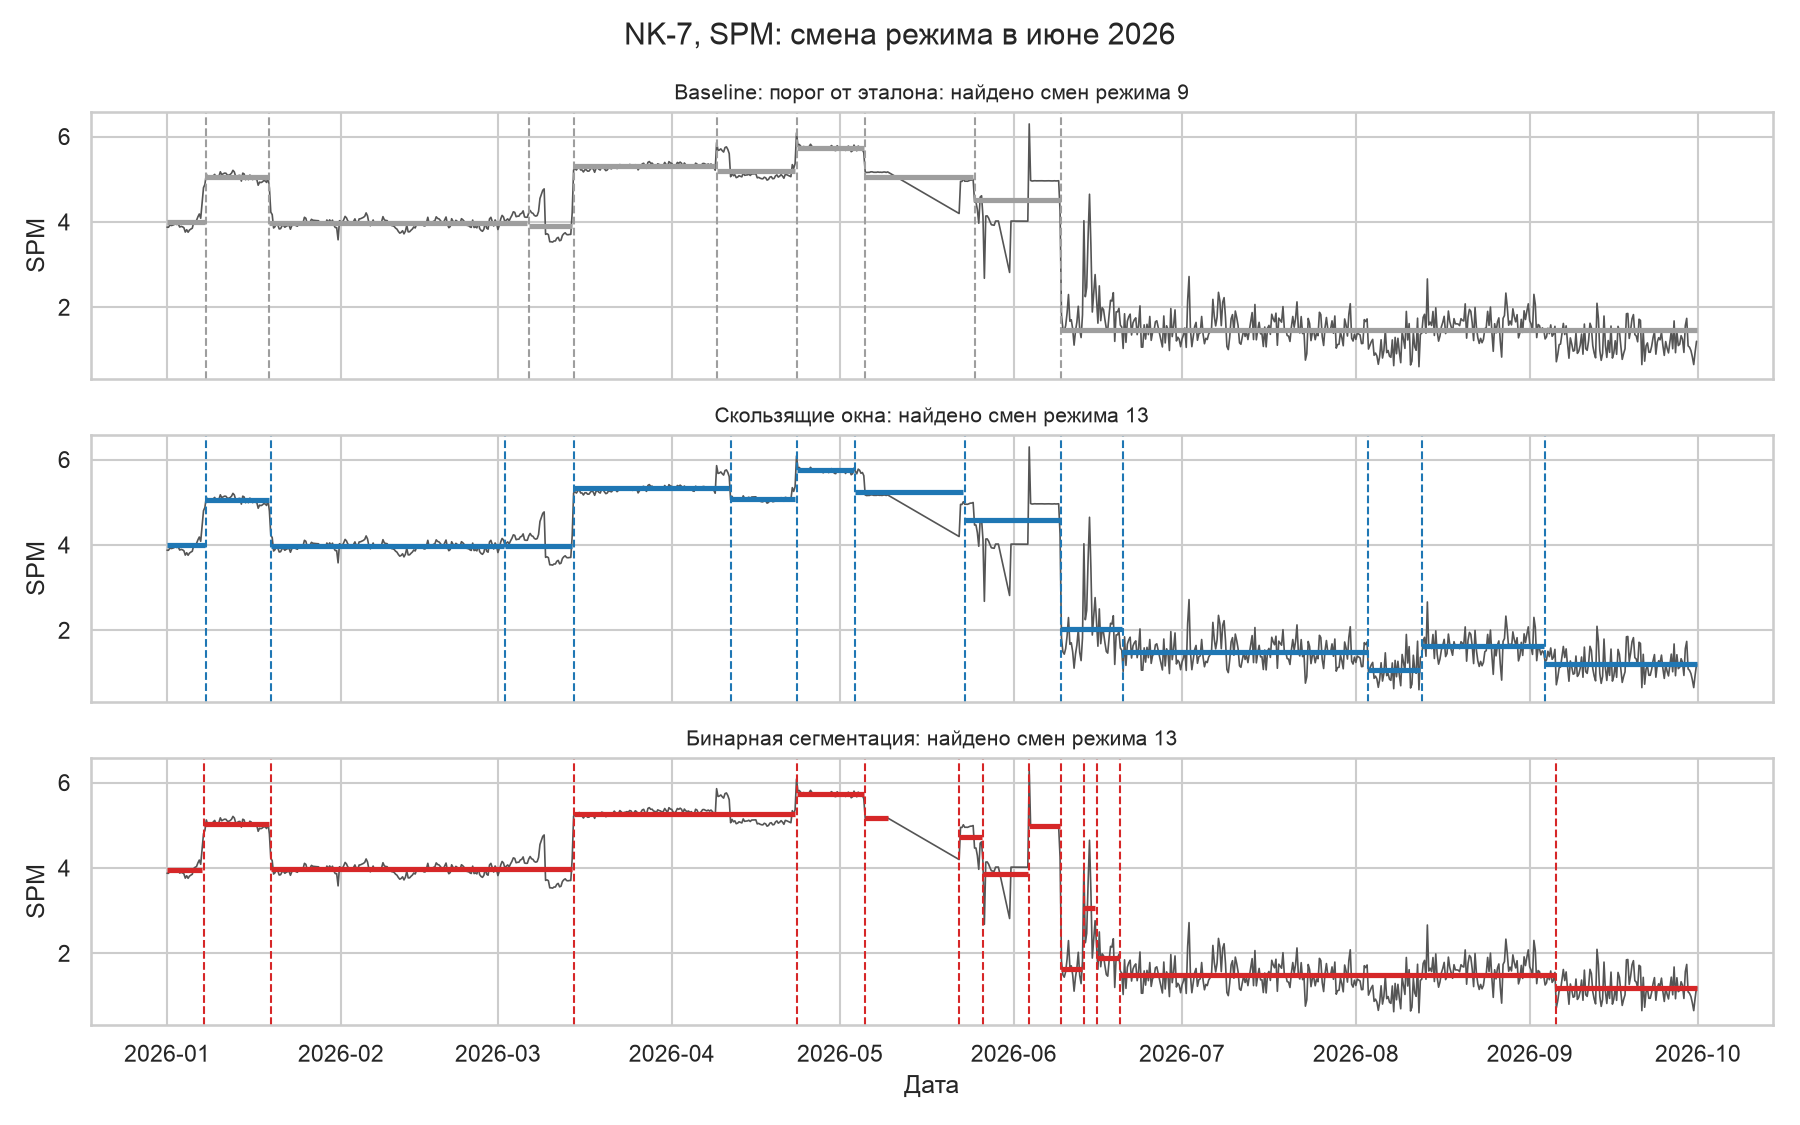 NK-7, SPM: смена режима в июне 2026
Baseline: порог от эталона: найдено смен режима 9
SPM
6
4
2
Скользящие окна: найдено смен режима 13
SPM
6
4
2
Бинарная сегментация: найдено смен режима 13
SPM
6
4
2
2026-01 2026-02 2026-03 2026-04 2026-05 2026-06 2026-07 2026-08 2026-09 2026-10
Дата